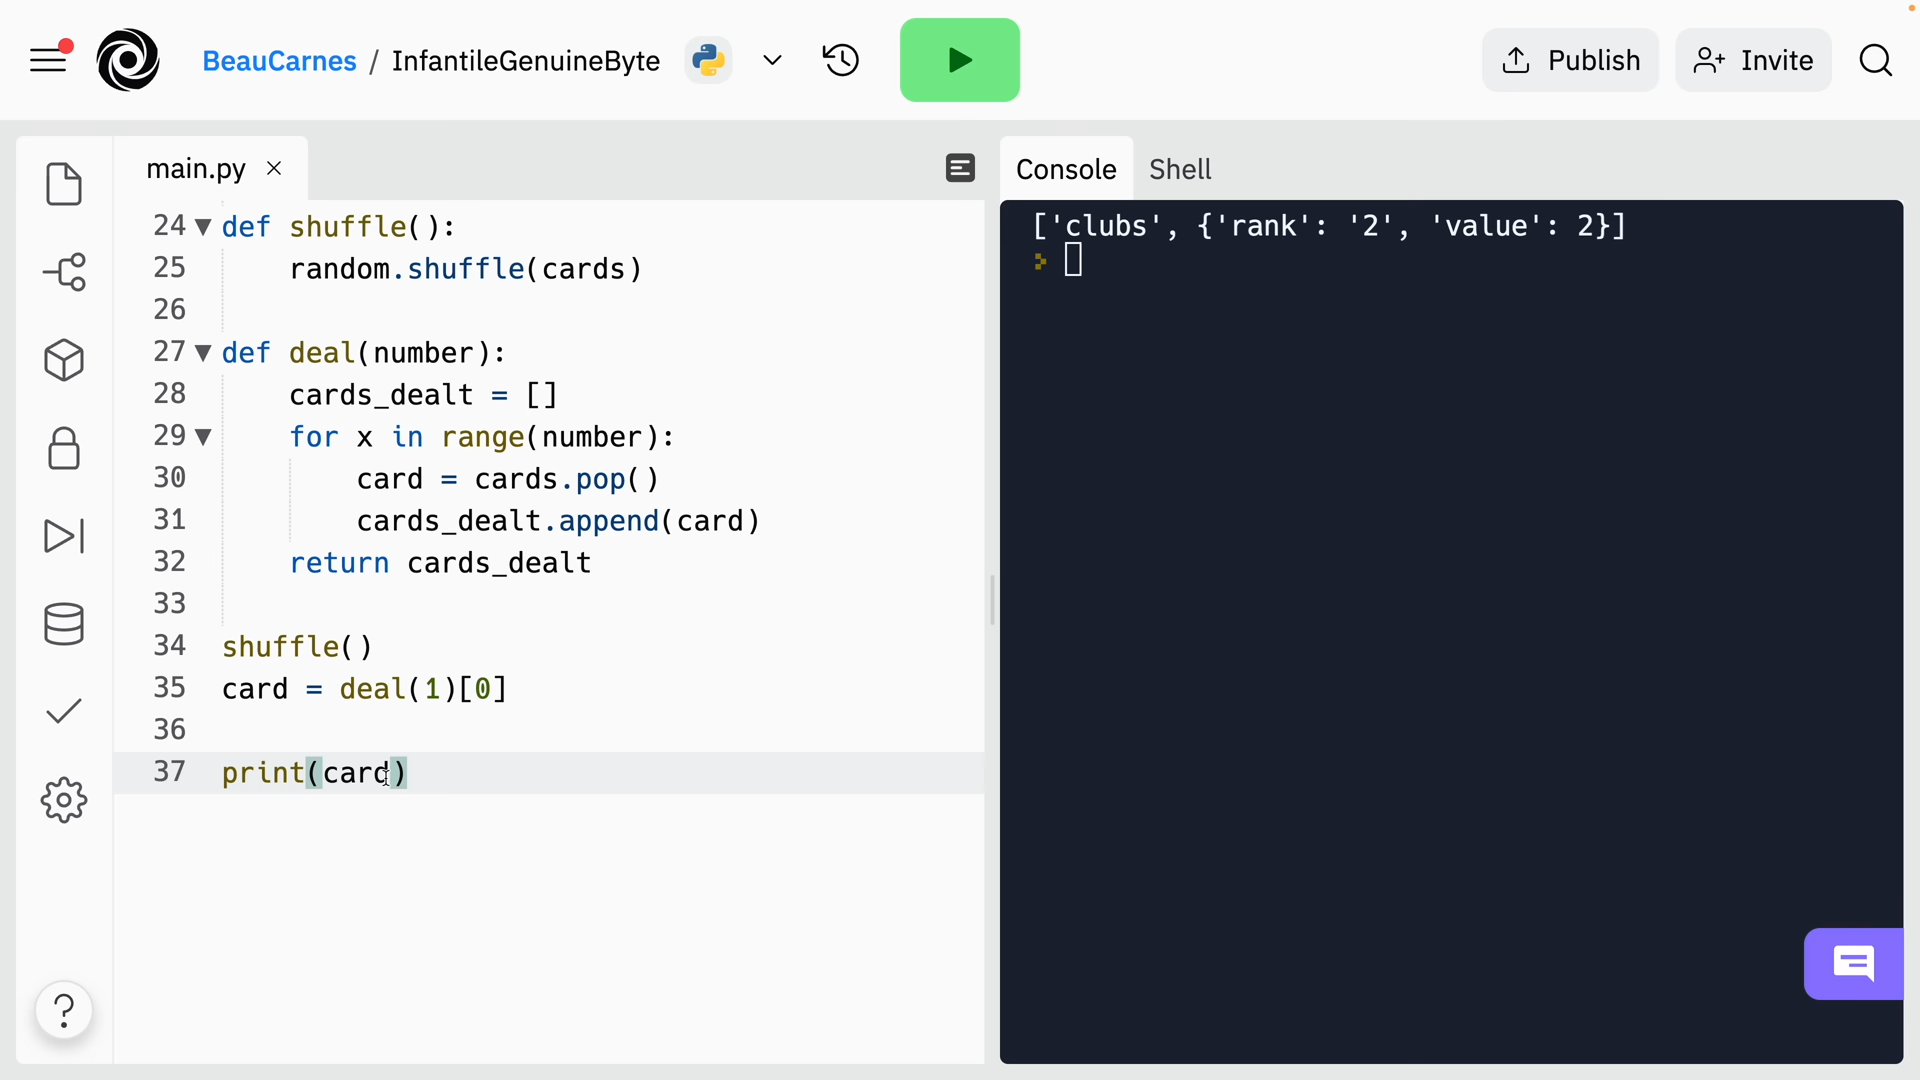 BeauCarnes / InfantileGenuineByte
Publish
Invite
main.py
24 def shuffle():
25     random.shuffle(cards)
26
27 def deal(number):
28     cards_dealt = []
29     for x in range(number):
30         card = cards.pop()
31         cards_dealt.append(card)
32     return cards_dealt
33
34 shuffle()
35 card = deal(1)[0]
36
37 print(card)
?
Console
Shell
['clubs', {'rank': '2', 'value': 2}]